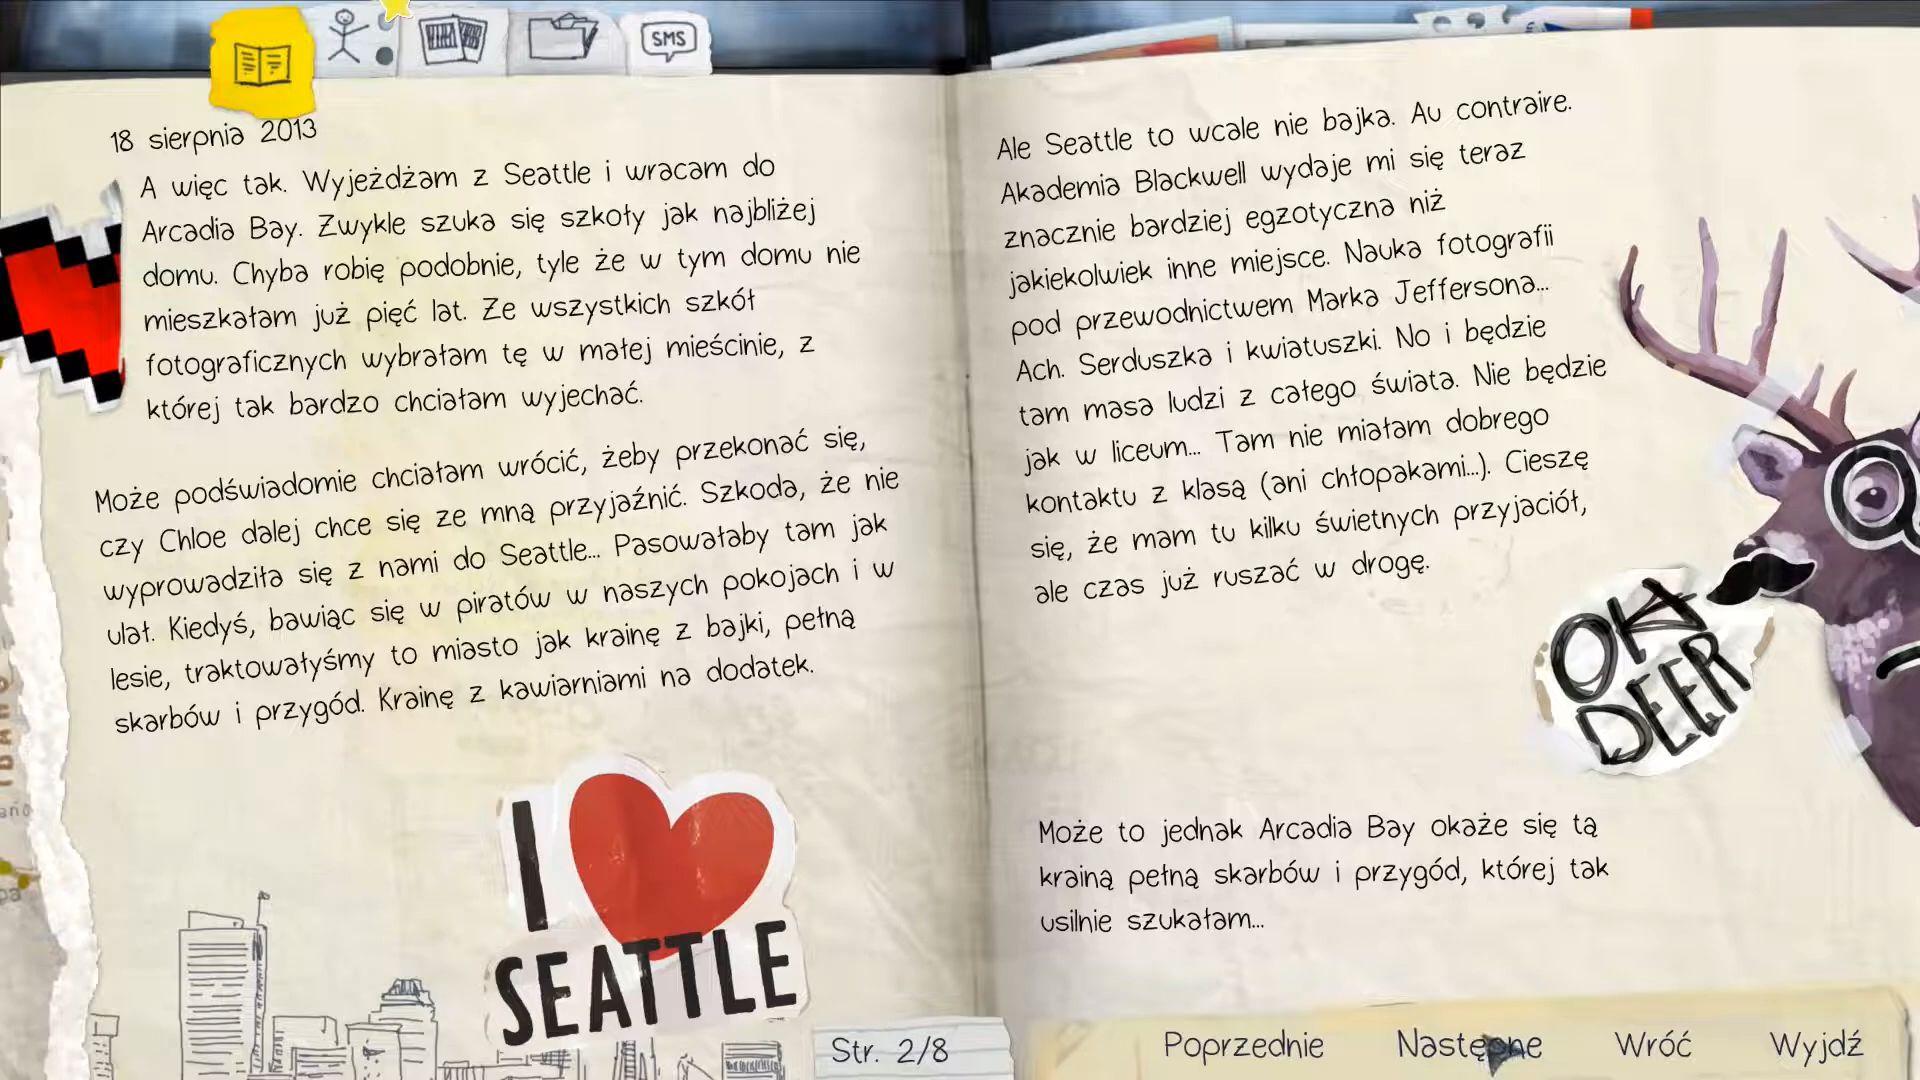 SMS
18 sierpnia 2013
A więc tak. Wyjeżdżam z Seattle i wracam do
Arcadia Bay. Zwykle szuka się szkoły jak najbliżej
domu. Chyba robię podobnie, tyle że w tym domu nie
mieszkałam już pięć lat. Ze wszystkich szkół
fotograficznych wybrałam tę w małej mieścinie, z
której tak bardzo chciałam wyjechać.
Może podświadomie chciałam wrócić, żeby przekonać się,
czy Chloe dalej chce się ze mną przyjaźnić. Szkoda, że nie
wyprowadziła się z nami do Seattle... Pasowałaby tam jak
ulał. Kiedyś, bawiąc się w piratów w naszych pokojach i w
lesie, traktowałyśmy to miasto jak krainę z bajki, pełną
skarbów i przygód. Krainę z kawiarniami na dodatek.
I
SEATTLE
Str. 2/8
Ale Seattle to wcale nie bajka. Au contraire.
Akademia Blackwell wydaje mi się teraz
znacznie bardziej egzotyczna niż
jakiekolwiek inne miejsce. Nauka fotografii
pod przewodnictwem Marka Jeffersona...
Ach. Serduszka i kwiatuszki. No i będzie
tam masa ludzi z całego świata. Nie będzie
jak w liceum... Tam nie miałam dobrego
kontaktu z klasą (ani chłopakami...). Cieszę
się, że mam tu kilku świetnych przyjaciół,
ale czas już ruszać w drogę.
OH
DEER
Może to jednak Arcadia Bay okaże się tą
krainą pełną skarbów i przygód, której tak
usilnie szukałam...
Poprzednie Następne Wróć Wyjdź